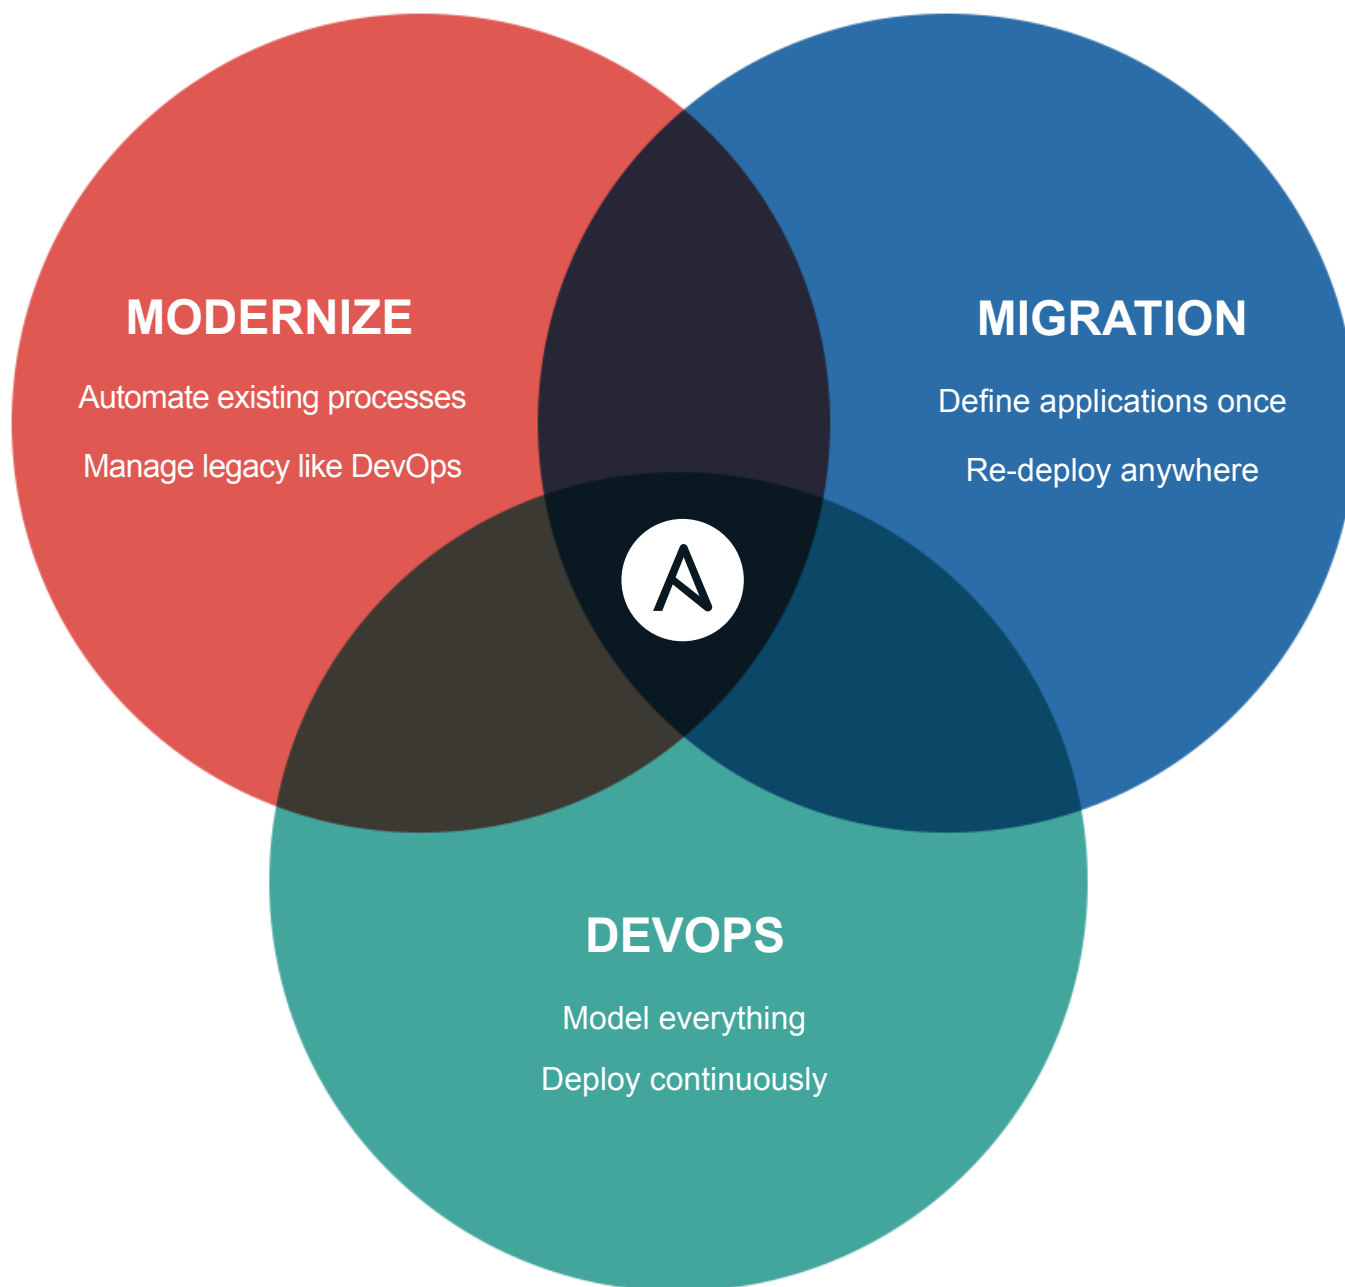 MODERNIZE
Automate existing processes
Manage legacy like DevOps
MIGRATION
Define applications once
Re-deploy anywhere
DEVOPS
Model everything
Deploy continuously